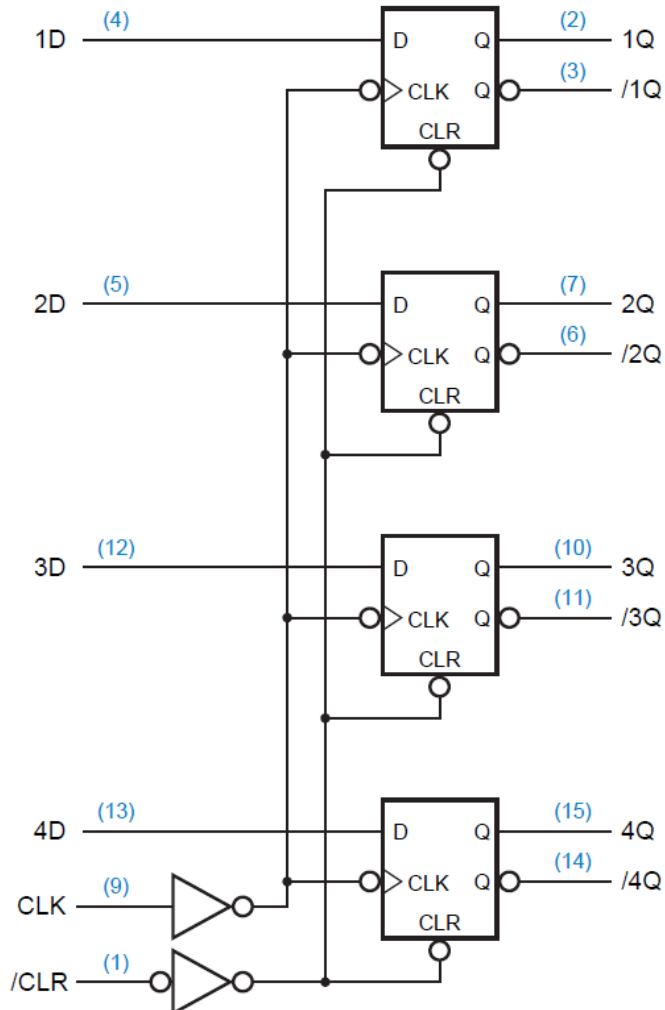 1D (4) D Q (2) 1Q
CLK Q (3) /1Q
CLR
2D (5) D Q (7) 2Q
CLK Q (6) /2Q
CLR
3D (12) D Q (10) 3Q
CLK Q (11) /3Q
CLR
4D (13) D Q (15) 4Q
CLK Q (14) /4Q
CLK (9)
CLR
/CLR (1)